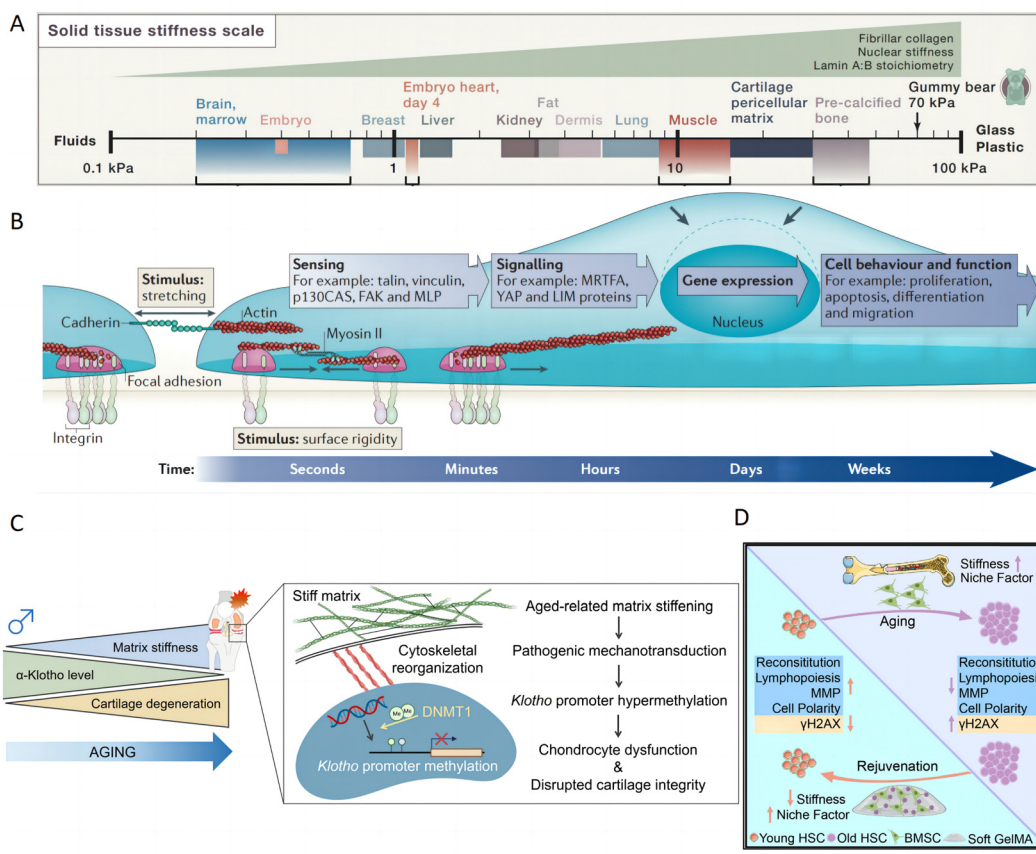 A
Solid tissue stiffness scale
Fibrillar collagen
Nuclear stiffness
Lamin A:B stoichiometry
Brain,
marrow
Embryo
Breast
Embryo heart,
day 4
Liver
Kidney
Fat
Dermis
Lung
Muscle
Cartilage
pericellular
matrix
Pre-calcified
bone
Gummy bear
70 kPa
Fluids
Glass
Plastic
0.1 kPa
1
10
100 kPa
B
Stimulus:
stretching
Sensing
For example: talin, vinculin,
p130CAS, FAK and MLP
Signalling
For example: MRTFA,
YAP and LIM proteins
Gene expression
Nucleus
Cell behaviour and function
For example: proliferation,
apoptosis, differentiation
and migration
Cadherin
Actin
Myosin II
Focal adhesion
Integrin
Stimulus: surface rigidity
Time:
Seconds
Minutes
Hours
Days
Weeks
C
Matrix stiffness
α-Klotho level
Cartilage degeneration
AGING
Stiff matrix
Cytoskeletal
reorganization
Me
Me
DNMT1
Klotho promoter methylation
Aged-related matrix stiffening
Pathogenic mechanotransduction
Klotho promoter hypermethylation
Chondrocyte dysfunction
&
Disrupted cartilage integrity
D
Stiffness
Niche Factor
Aging
Reconsititution
Lymphopoiesis
MMP
Cell Polarity
γH2AX
Reconsititution
Lymphopoiesis
MMP
Cell Polarity
γH2AX
Rejuvenation
Stiffness
Niche Factor
Young HSC
Old HSC
BMSC
Soft GelMA